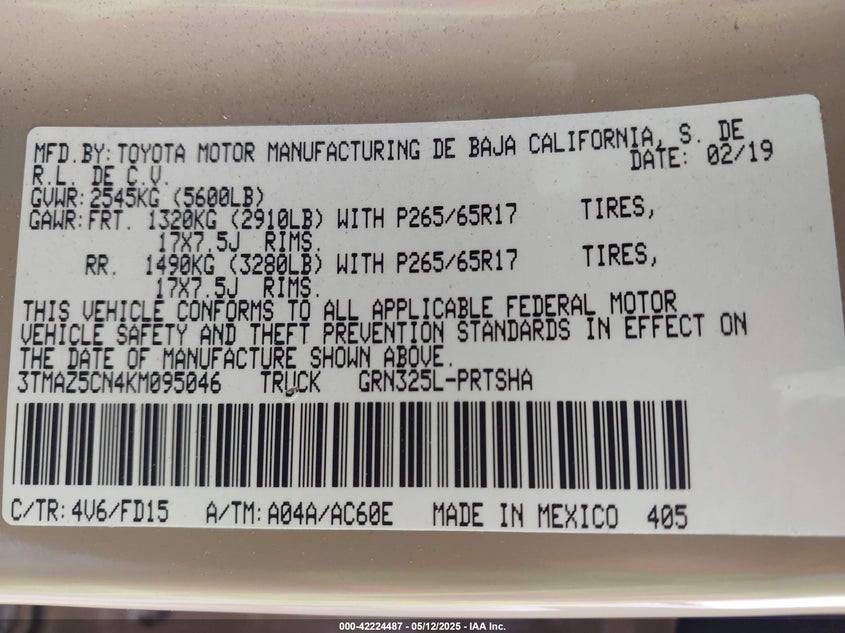 MFD.BY: TOYOTA MOTOR MANUFACTURING DE BAJA CALIFORNIA, S. DE
R.L. DE C.V. DATE: 02/19
GVWR: 2545KG (5600LB)
GAWR: FRT. 1320KG (2910LB) WITH P265/65R17 TIRES,
17X7.5J RIMS.
RR. 1490KG (3280LB) WITH P265/65R17 TIRES,
17X7.5J RIMS.
THIS VEHICLE CONFORMS TO ALL APPLICABLE FEDERAL MOTOR
VEHICLE SAFETY AND THEFT PREVENTION STANDARDS IN EFFECT ON
THE DATE OF MANUFACTURE SHOWN ABOVE.
3TMAZ5CN4KM095046 TRUCK GRN325L-PRTSHA
C/TR: 4V6/FD15 A/TM: A04A/AC60E MADE IN MEXICO 405
000-42224487 - 05/12/2025 - IAA Inc.